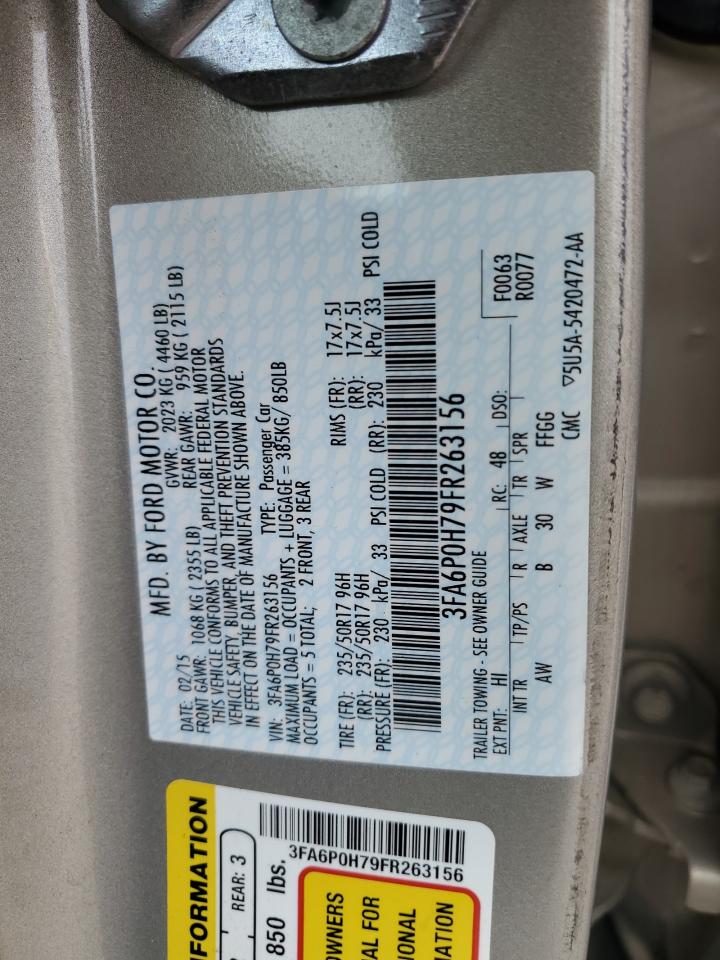 MFD. BY FORD MOTOR CO.
DATE: 02/15 GVWR: 2023 KG ( 4460 LB)
FRONT GAWR: 1068 KG ( 2355 LB) REAR GAWR: 959 KG ( 2115 LB)
THIS VEHICLE CONFORMS TO ALL APPLICABLE FEDERAL MOTOR
VEHICLE SAFETY, BUMPER, AND THEFT PREVENTION STANDARDS
IN EFFECT ON THE DATE OF MANUFACTURE SHOWN ABOVE.
VIN: 3FA6P0H79FR263156 TYPE: Passenger Car
MAXIMUM LOAD = OCCUPANTS + LUGGAGE = 385KG/ 850LB
OCCUPANTS = 5 TOTAL; 2 FRONT, 3 REAR
TIRE (FR): 235/50R17 96H RIMS (FR): 17x7.5J
(RR): 235/50R17 96H (RR): 17x7.5J
PRESSURE (FR): 230 kPa/ 33 PSI COLD (RR): 230 kPa/ 33 PSI COLD
3FA6P0H79FR263156
TRAILER TOWING - SEE OWNER GUIDE F0063
R0077
EXT PNT: HI RC: 48 DSO:
INT TR TP/PS R AXLE TR SPR
AW B 30 W FFGG
CMC ▽5U5A-5420472-AA
NFORMATION
REAR: 3
850 lbs.
3FA6P0H79FR263156
OWNERS
AL FOR
IONAL
MATION